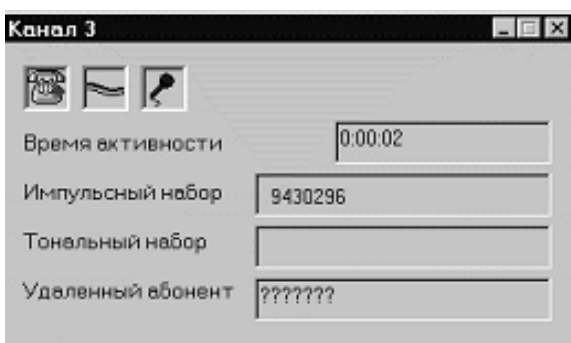 Канал 3
Время активности 0:00:02
Импульсный набор 9430296
Тональный набор
Удаленный абонент ???????